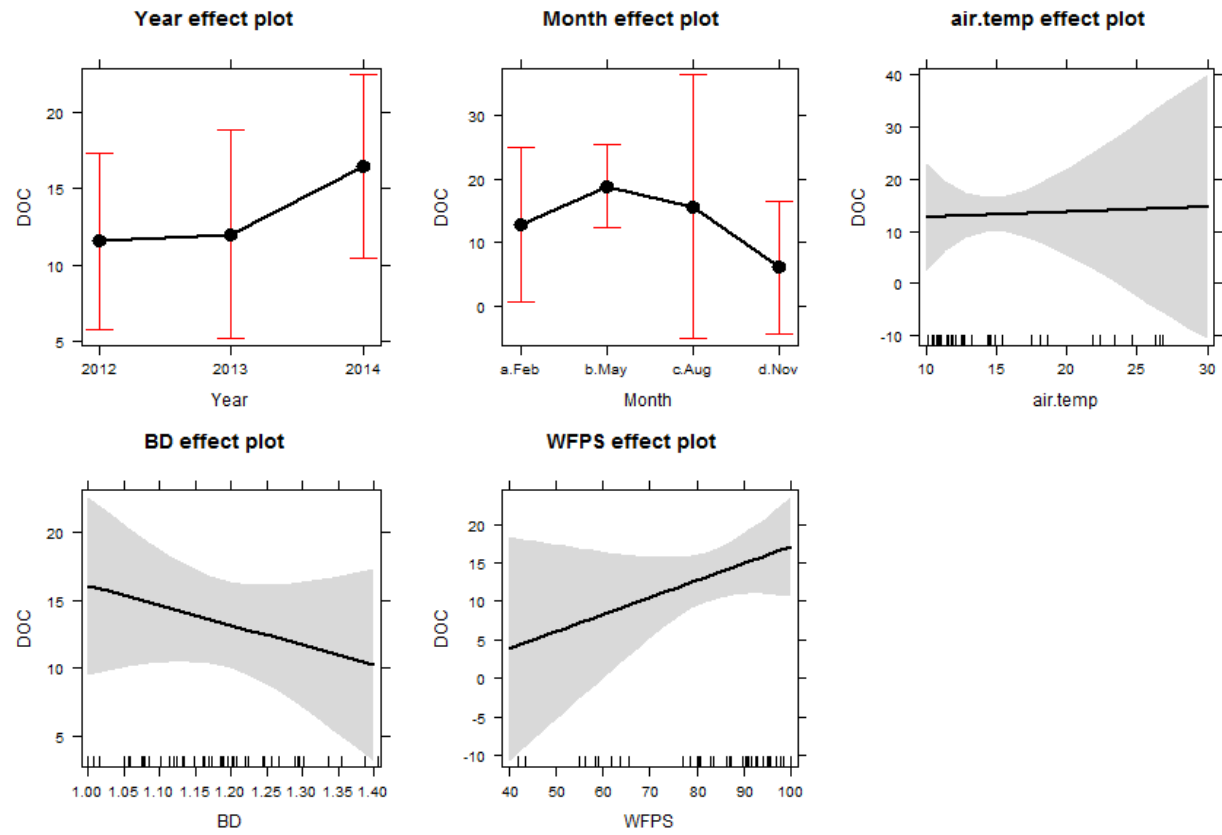 Year effect plot
DOC
20
15
10
5
2012 2013 2014
Year
Month effect plot
DOC
30
20
10
0
a.Feb b.May c.Aug d.Nov
Month
air.temp effect plot
DOC
40
30
20
10
0
-10
10 15 20 25 30
air.temp
BD effect plot
DOC
20
15
10
5
1.00 1.05 1.10 1.15 1.20 1.25 1.30 1.35 1.40
BD
WFPS effect plot
DOC
20
15
10
5
0
-5
-10
40 50 60 70 80 90 100
WFPS